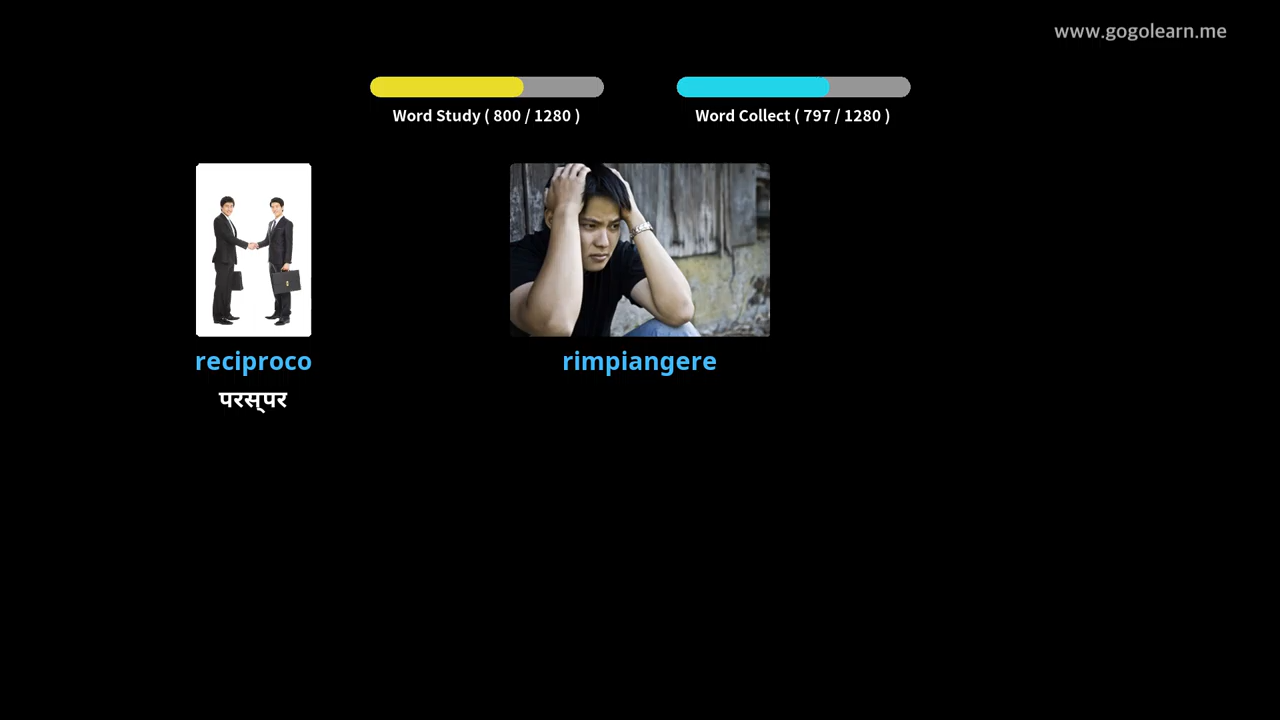 www.gogolearn.me
Word Study ( 800 / 1280 )
Word Collect ( 797 / 1280 )
reciproco
rimpiangere
परस्पर